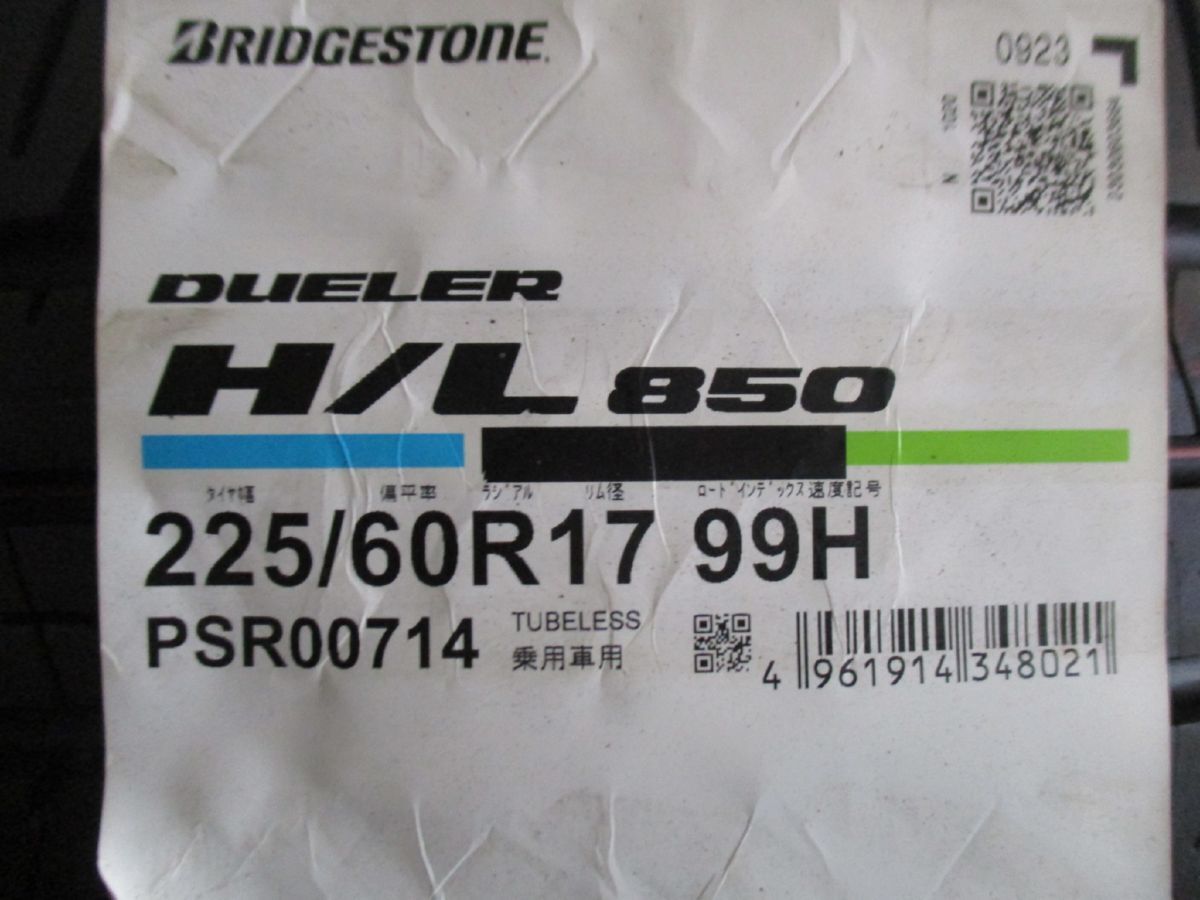 BRIDGESTONE
0923
N 1020
DUELER
H/L 850
タイヤ幅 偏平率 ラジアル リム径 ロードインデックス 速度記号
225/60R17 99H
PSR00714 TUBELESS
乗用車用
4 961914 348021